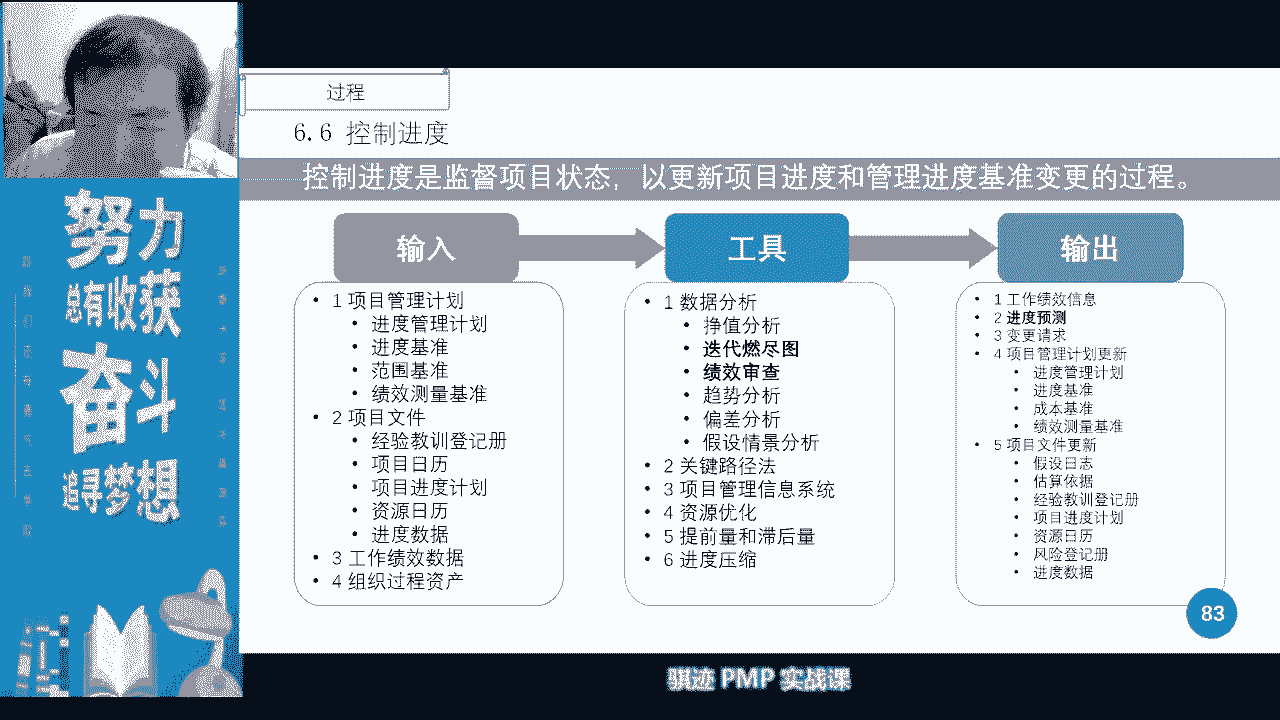 过程
6.6 控制进度
控制进度是监督项目状态，以更新项目进度和管理进度基准变更的过程。
输入
• 1 项目管理计划
• 进度管理计划
• 进度基准
• 范围基准
• 绩效测量基准
• 2 项目文件
• 经验教训登记册
• 项目日历
• 项目进度计划
• 资源日历
• 进度数据
• 3 工作绩效数据
• 4 组织过程资产
工具
• 1 数据分析
• 挣值分析
• 迭代燃尽图
• 绩效审查
• 趋势分析
• 偏差分析
• 假设情景分析
• 2 关键路径法
• 3 项目管理信息系统
• 4 资源优化
• 5 提前量和滞后量
• 6 进度压缩
输出
• 1 工作绩效信息
• 2 进度预测
• 3 变更请求
• 4 项目管理计划更新
• 进度管理计划
• 进度基准
• 成本基准
• 绩效测量基准
• 5 项目文件更新
• 假设日志
• 估算依据
• 经验教训登记册
• 项目进度计划
• 资源日历
• 风险登记册
• 进度数据
83
努力
总有收获
奋斗
追寻梦想
骐迹 PMP 实战课